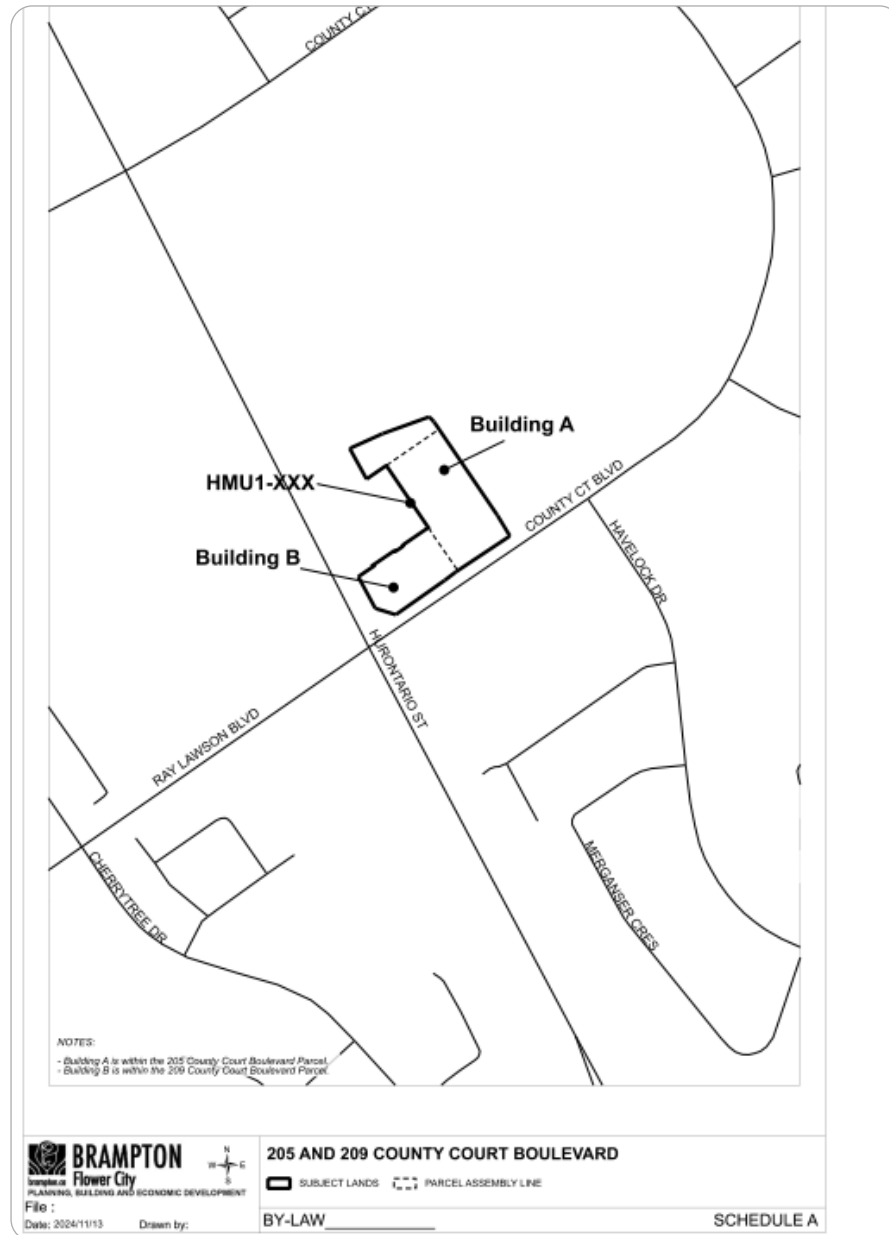 COUNTY CT
Building A
HMU1-XXX
COUNTY CT BLVD
HAVELOCK DR
Building B
HURONTARIO ST
RAY LAWSON BLVD
CHERRYTREE DR
MERGANSER CRES
NOTES:
- Building A is within the 205 County Court Boulevard Parcel.
- Building B is within the 209 County Court Boulevard Parcel.
BRAMPTON
brampton.ca Flower City
PLANNING, BUILDING AND ECONOMIC DEVELOPMENT
N
W E
S
File :
Date: 2024/11/13 Drawn by:
205 AND 209 COUNTY COURT BOULEVARD
SUBJECT LANDS PARCEL ASSEMBLY LINE
BY-LAW____________ SCHEDULE A